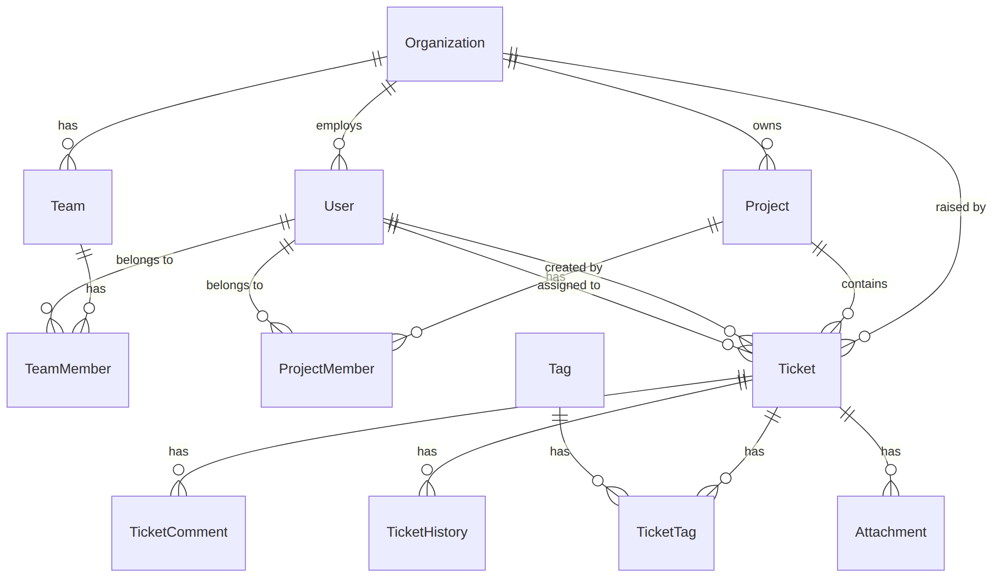 Organization
has
employs
owns
Team
User
Project
raised by
belongs to
created by
has
assigned to
has
belongs to
contains
TeamMember
ProjectMember
Tag
Ticket
has
has
has
has
has
TicketComment
TicketHistory
TicketTag
Attachment